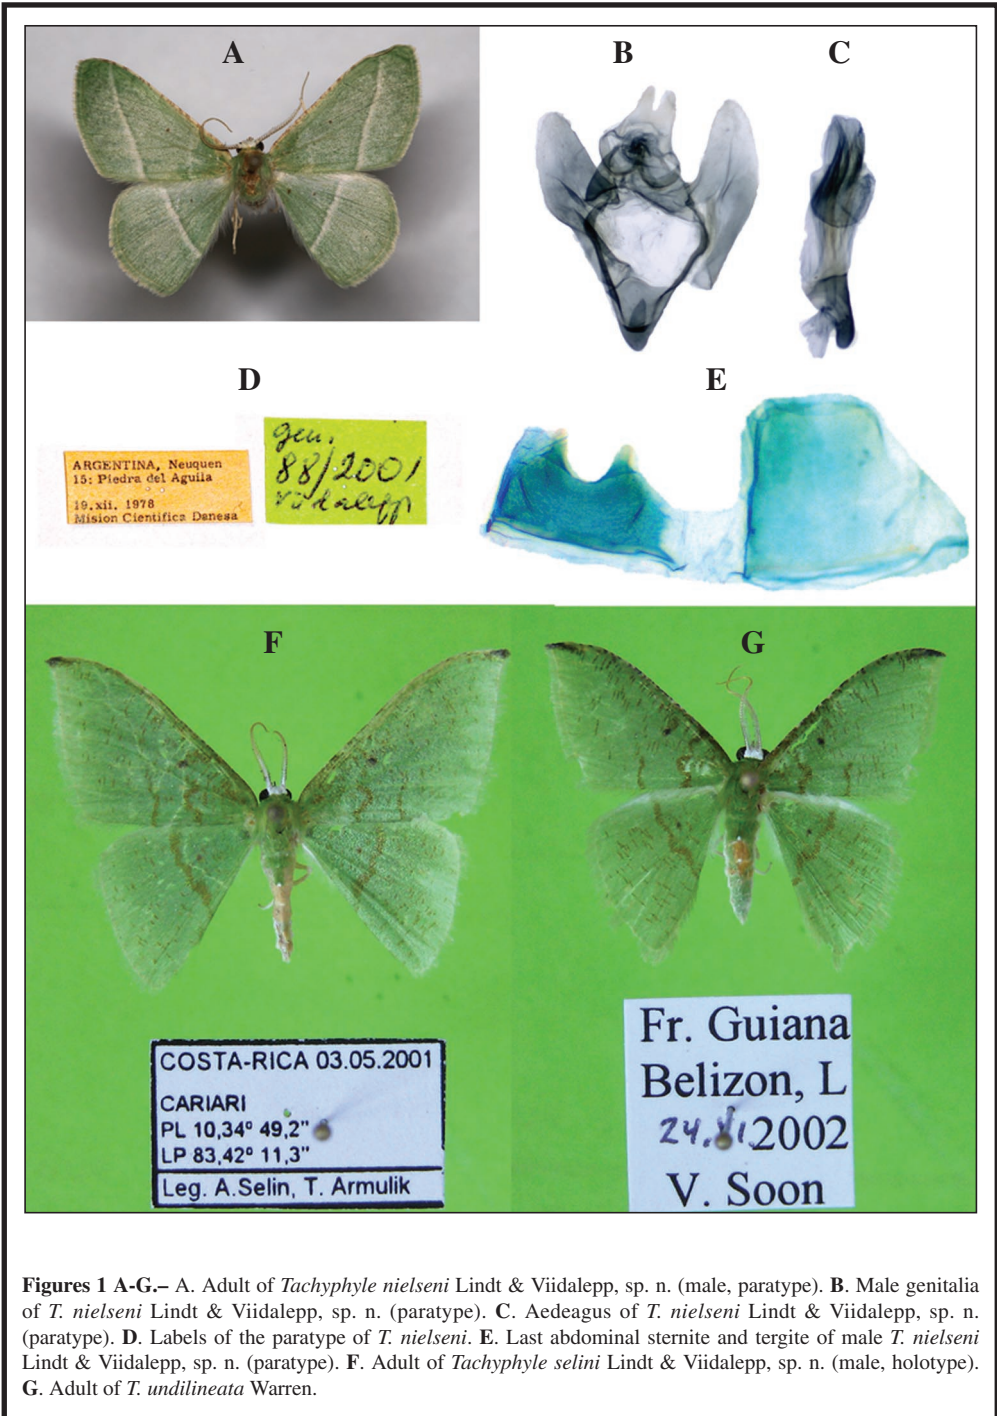 A
B
C
D
E
ARGENTINA, Neuquen
15: Piedra del Aguila
19.xii. 1978
Mision Cientifica Danesa
gen.
88/2001
Viidalepp
F
G
COSTA-RICA 03.05.2001
CARIARI
PL 10,34º 49,2"
LP 83,42º 11,3"
Leg. A.Selin, T. Armulik
Fr. Guiana
Belizon, L
2002
V. Soon
Figures 1 A-G.– A. Adult of Tachyphyle nielseni Lindt & Viidalepp, sp. n. (male, paratype). B. Male genitalia
of T. nielseni Lindt & Viidalepp, sp. n. (paratype). C. Aedeagus of T. nielseni Lindt & Viidalepp, sp. n.
(paratype). D. Labels of the paratype of T. nielseni. E. Last abdominal sternite and tergite of male T. nielseni
Lindt & Viidalepp, sp. n. (paratype). F. Adult of Tachyphyle selini Lindt & Viidalepp, sp. n. (male, holotype).
G. Adult of T. undilineata Warren.